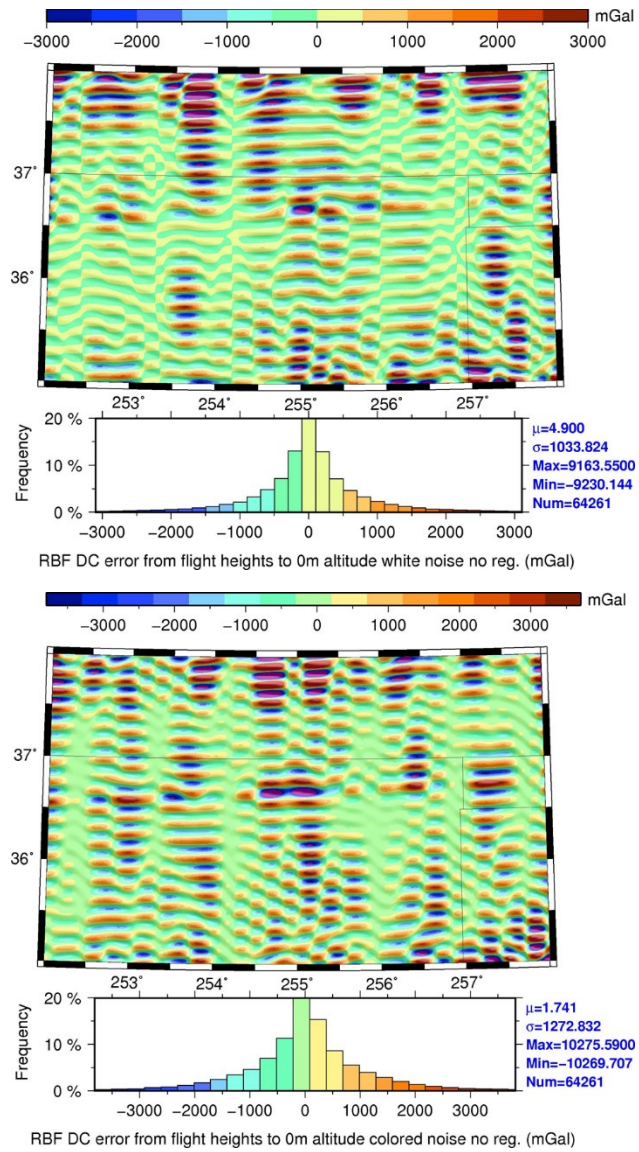 mGal
−3000 −2000 −1000 0 1000 2000 3000
37˚
36˚
253˚ 254˚ 255˚ 256˚ 257˚
20 %
10 %
0 %
Frequency
μ=4.900
σ=1033.824
Max=9163.5500
Min=−9230.144
Num=64261
−3000 −2000 −1000 0 1000 2000 3000
RBF DC error from flight heights to 0m altitude white noise no reg. (mGal)
mGal
−3000 −2000 −1000 0 1000 2000 3000
37˚
36˚
253˚ 254˚ 255˚ 256˚ 257˚
20 %
10 %
0 %
Frequency
μ=1.741
σ=1272.832
Max=10275.5900
Min=−10269.707
Num=64261
−3000 −2000 −1000 0 1000 2000 3000
RBF DC error from flight heights to 0m altitude colored noise no reg. (mGal)